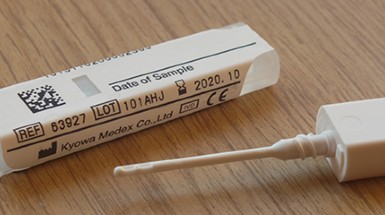 Date of Sample
REF 63927 LOT 101AHJ 2020.10
Kyowa Medex Co.,Ltd IVD CE